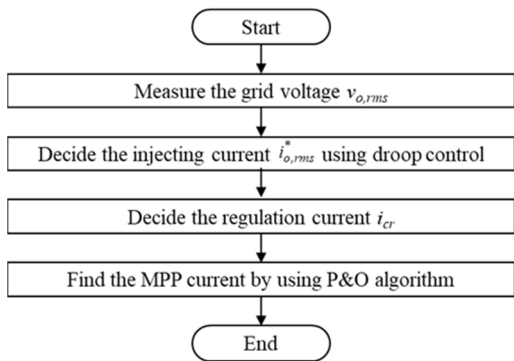 Start
Measure the grid voltage v_{o,rms}
Decide the injecting current i^*_{o,rms} using droop control
Decide the regulation current i_{cr}
Find the MPP current by using P&O algorithm
End